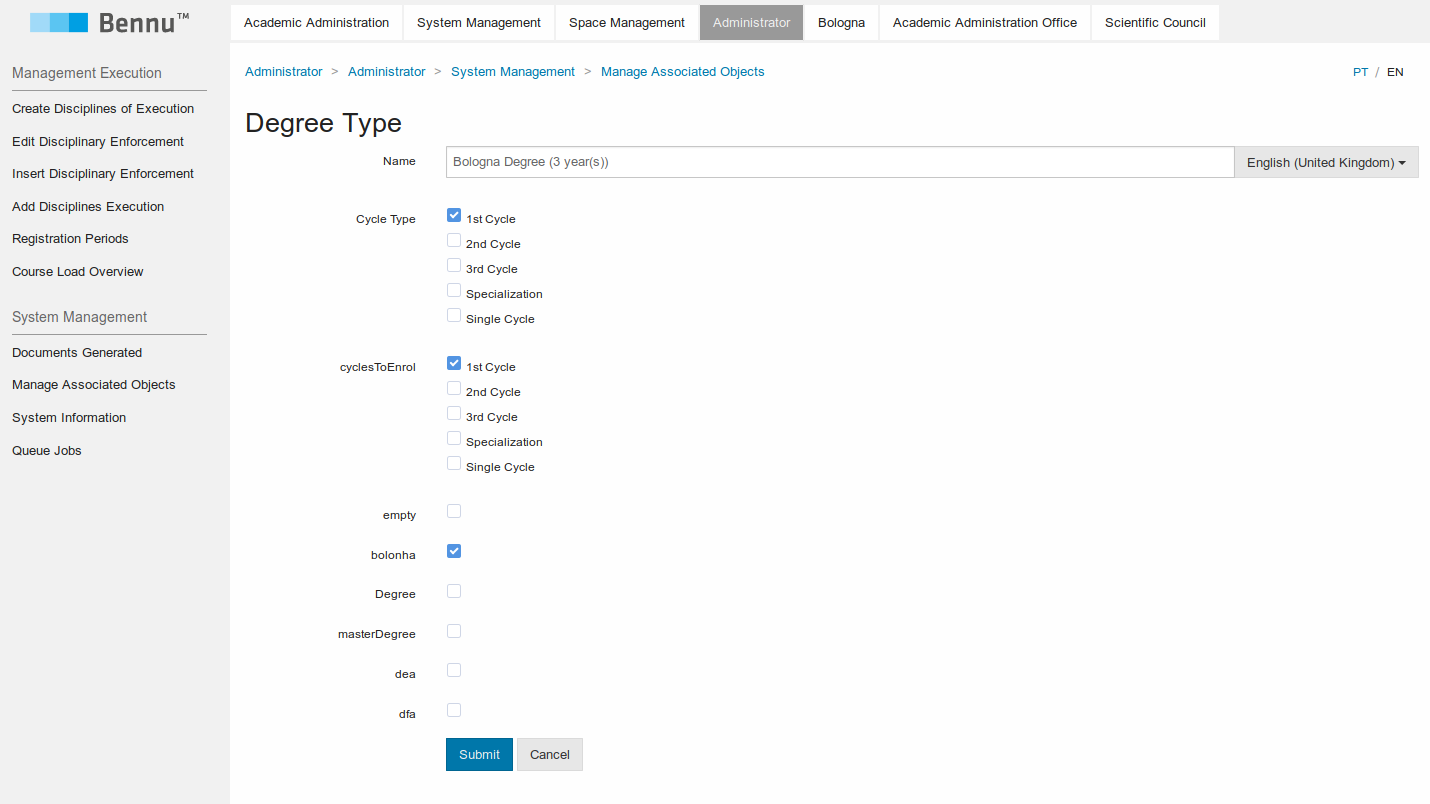 Bennu™
Academic Administration
System Management
Space Management
Administrator
Bologna
Academic Administration Office
Scientific Council
Management Execution
Create Disciplines of Execution
Edit Disciplinary Enforcement
Insert Disciplinary Enforcement
Add Disciplines Execution
Registration Periods
Course Load Overview
System Management
Documents Generated
Manage Associated Objects
System Information
Queue Jobs
Administrator > Administrator > System Management > Manage Associated Objects
PT / EN
Degree Type
Name
Bologna Degree (3 year(s))
English (United Kingdom)
Cycle Type
1st Cycle
2nd Cycle
3rd Cycle
Specialization
Single Cycle
cyclesToEnrol
1st Cycle
2nd Cycle
3rd Cycle
Specialization
Single Cycle
empty
bolonha
Degree
masterDegree
dea
dfa
Submit
Cancel